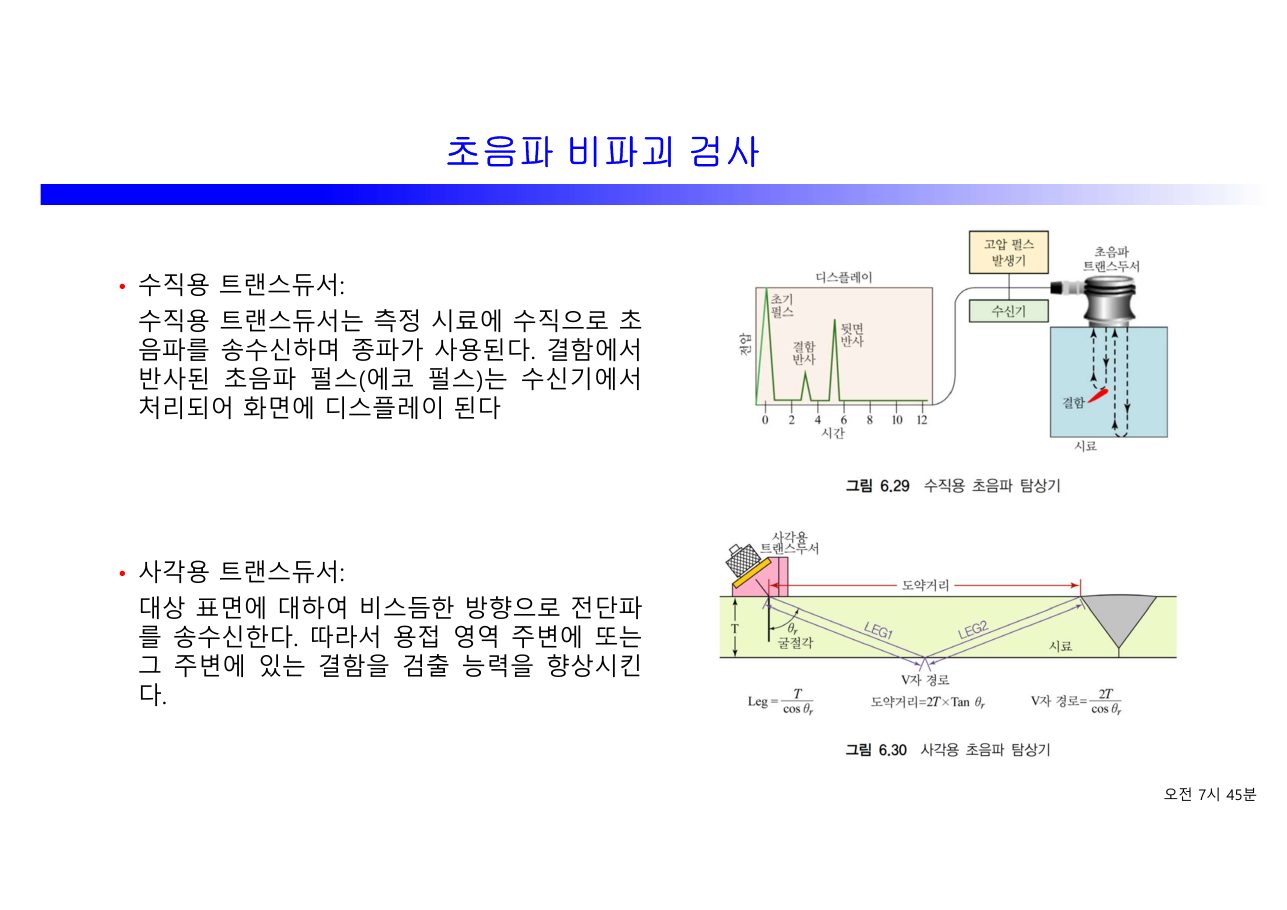 초음파 비파괴 검사
• 수직용 트랜스듀서:
수직용 트랜스듀서는 측정 시료에 수직으로 초
음파를 송수신하며 종파가 사용된다. 결함에서
반사된 초음파 펄스(에코 펄스)는 수신기에서
처리되어 화면에 디스플레이 된다
• 사각용 트랜스듀서:
대상 표면에 대하여 비스듬한 방향으로 전단파
를 송수신한다. 따라서 용접 영역 주변에 또는
그 주변에 있는 결함을 검출 능력을 향상시킨
다.
고압 펄스
발생기
수신기
초음파
트랜스듀서
디스플레이
초기
펄스
결함
반사
뒷면
반사
전압
0 2 4 6 8 10 12
시간
결함
시료
그림 6.29 수직용 초음파 탐상기
사각용
트랜스듀서
도약거리
T
θr
굴절각
LEG1
LEG2
시료
V자 경로
Leg = T / cos θr
도약거리=2T×Tan θr
V자 경로= 2T / cos θr
그림 6.30 사각용 초음파 탐상기
오전 7시 45분